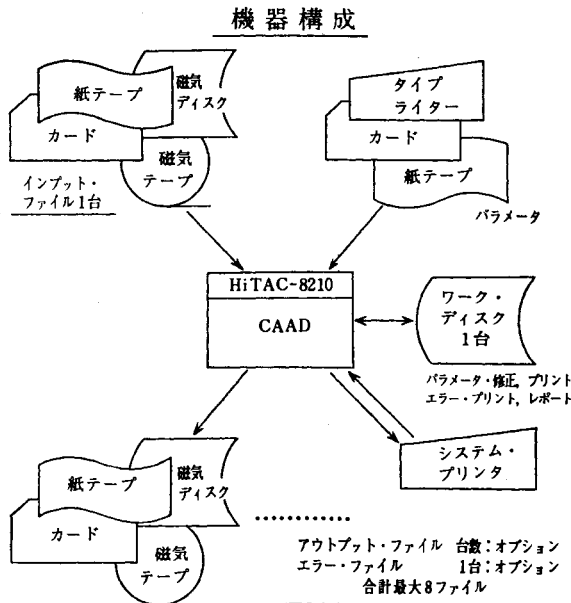 機器構成
紙テープ
磁気
ディスク
カード
磁気
テープ
インプット・
ファイル1台
タイプ
ライター
カード
紙テープ
パラメータ
HiTAC-8210
CAAD
ワーク・
ディスク
1台
パラメータ・修正, プリント
エラー・プリント, レポート
システム・
プリンタ
紙テープ
磁気
ディスク
カード
磁気
テープ
アウトプット・ファイル 台数:オプション
エラー・ファイル 1台:オプション
合計最大8ファイル